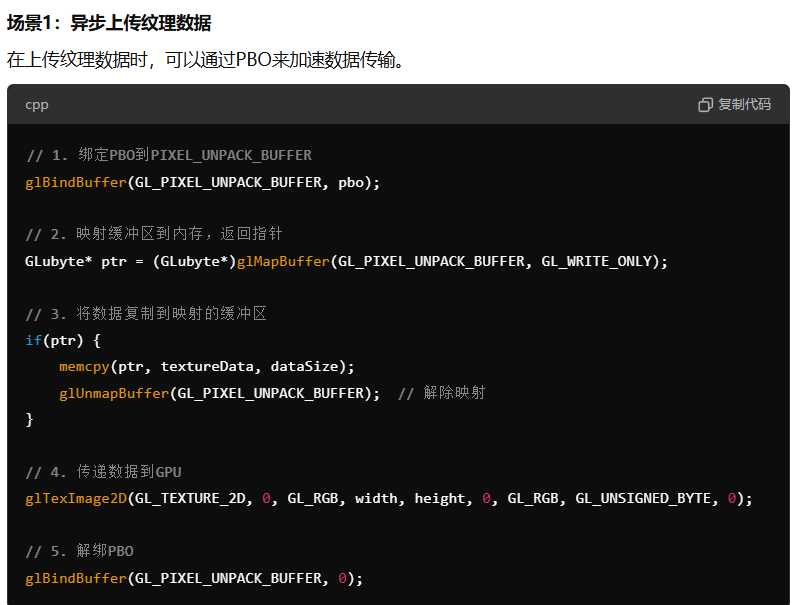 场景1：异步上传纹理数据
在上传纹理数据时，可以通过PBO来加速数据传输。
cpp 复制代码
// 1. 绑定PBO到PIXEL_UNPACK_BUFFER
glBindBuffer(GL_PIXEL_UNPACK_BUFFER, pbo);
// 2. 映射缓冲区到内存，返回指针
GLubyte* ptr = (GLubyte*)glMapBuffer(GL_PIXEL_UNPACK_BUFFER, GL_WRITE_ONLY);
// 3. 将数据复制到映射的缓冲区
if(ptr) {
    memcpy(ptr, textureData, dataSize);
    glUnmapBuffer(GL_PIXEL_UNPACK_BUFFER);  // 解除映射
}
// 4. 传递数据到GPU
glTexImage2D(GL_TEXTURE_2D, 0, GL_RGB, width, height, 0, GL_RGB, GL_UNSIGNED_BYTE, 0);
// 5. 解绑PBO
glBindBuffer(GL_PIXEL_UNPACK_BUFFER, 0);